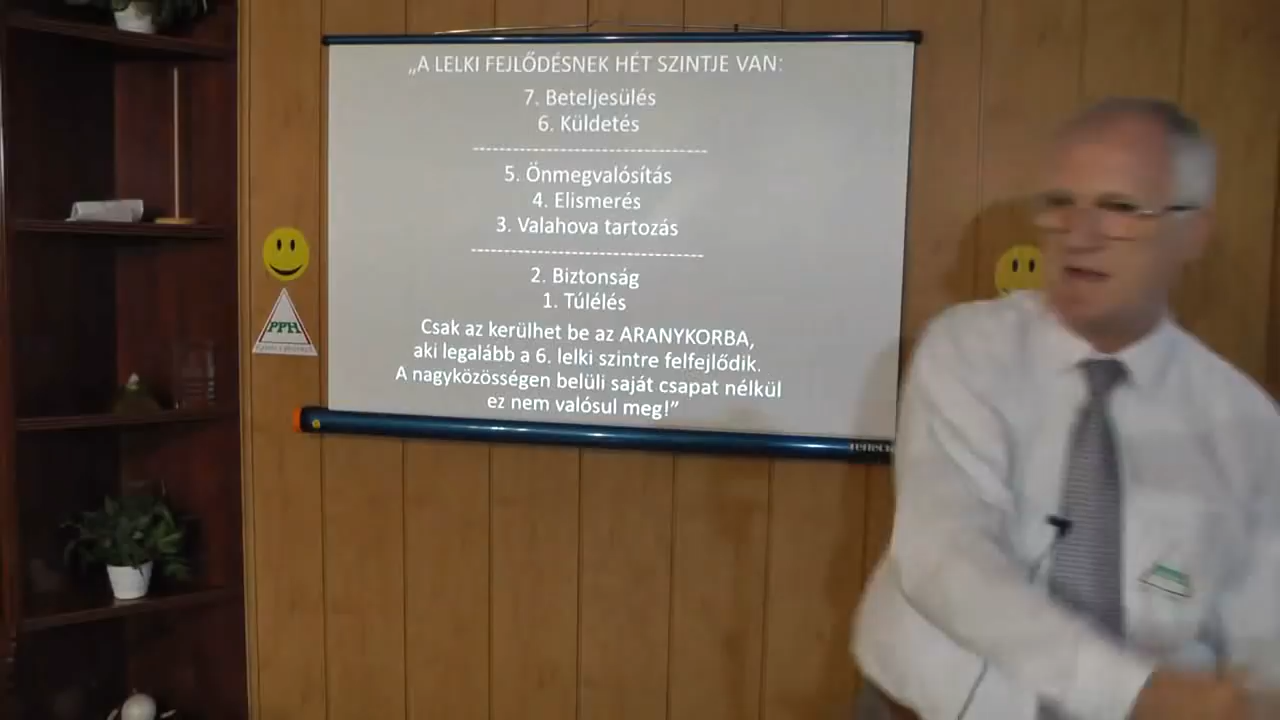 „A LELKI FEJLŐDÉSNEK HÉT SZINTJE VAN:
7. Beteljesülés
6. Küldetés
---------------------------------
5. Önmegvalósítás
4. Elismerés
3. Valahova tartozás
---------------------------------
2. Biztonság
1. Túlélés
Csak az kerülhet be az ARANYKORBA,
aki legalább a 6. lelki szintre felfejlődik.
A nagyközösségen belüli saját csapat nélkül
ez nem valósul meg!”
PPH